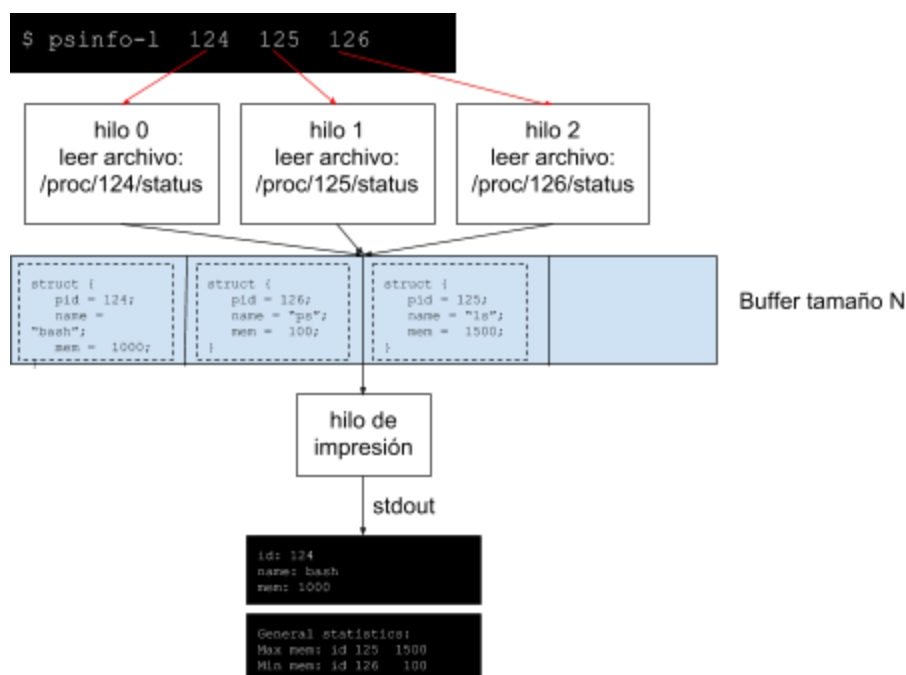 $ psinfo-l 124 125 126
hilo 0
leer archivo:
/proc/124/status
hilo 1
leer archivo:
/proc/125/status
hilo 2
leer archivo:
/proc/126/status
struct {
pid = 124;
name =
"bash";
mem = 1000;
}
struct {
pid = 126;
name = "ps";
mem = 100;
}
struct {
pid = 125;
name = "ls";
mem = 1500;
}
Buffer tamaño N
hilo de
impresión
stdout
id: 124
name: bash
mem: 1000
General statistics:
Max mem: id 125 1500
Min mem: id 126 100